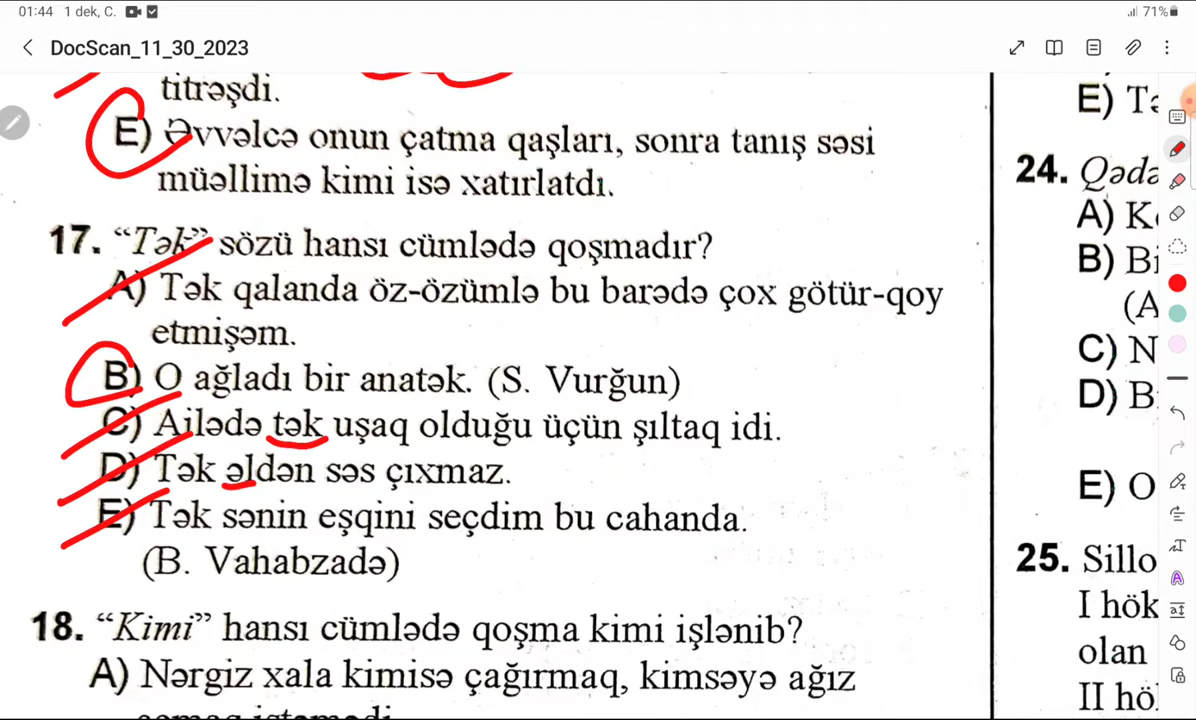 01:44 1 dek, C.
71%
DocScan_11_30_2023
titrəşdi.
E) Əvvəlcə onun çatma qaşları, sonra tanış səsi
müəllimə kimi isə xatırlatdı.
17. “Tək” sözü hansı cümlədə qoşmadır?
A) Tək qalanda öz-özümlə bu barədə çox götür-qoy
etmişəm.
B) O ağladı bir anatək. (S. Vurğun)
C) Ailədə tək uşaq olduğu üçün şıltaq idi.
D) Tək əldən səs çıxmaz.
E) Tək sənin eşqini seçdim bu cahanda.
(B. Vahabzadə)
18. “Kimi” hansı cümlədə qoşma kimi işlənib?
A) Nərgiz xala kimisə çağırmaq, kimsəyə ağız
E) Tə
24. Qədə
A) K
B) Bi
(A
C) N
D) B
E) O
25. Sillo
I hök
olan
II hö